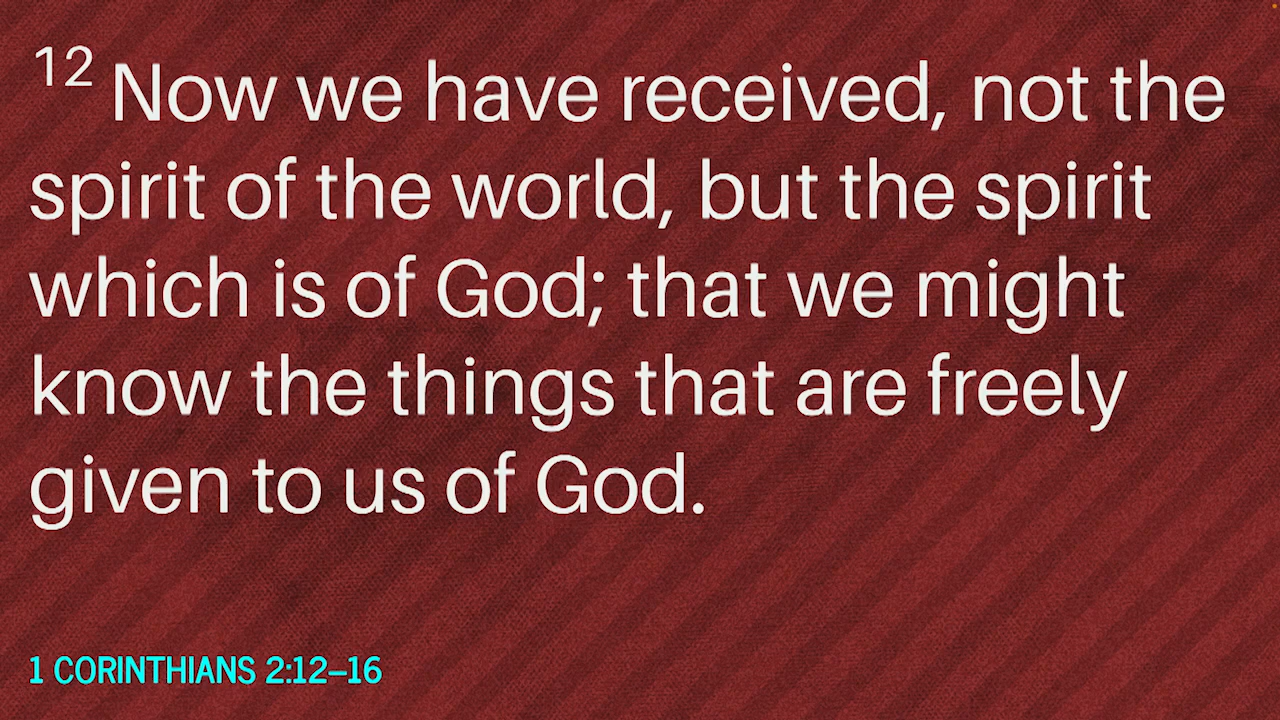 12 Now we have received, not the
spirit of the world, but the spirit
which is of God; that we might
know the things that are freely
given to us of God.
1 CORINTHIANS 2:12–16